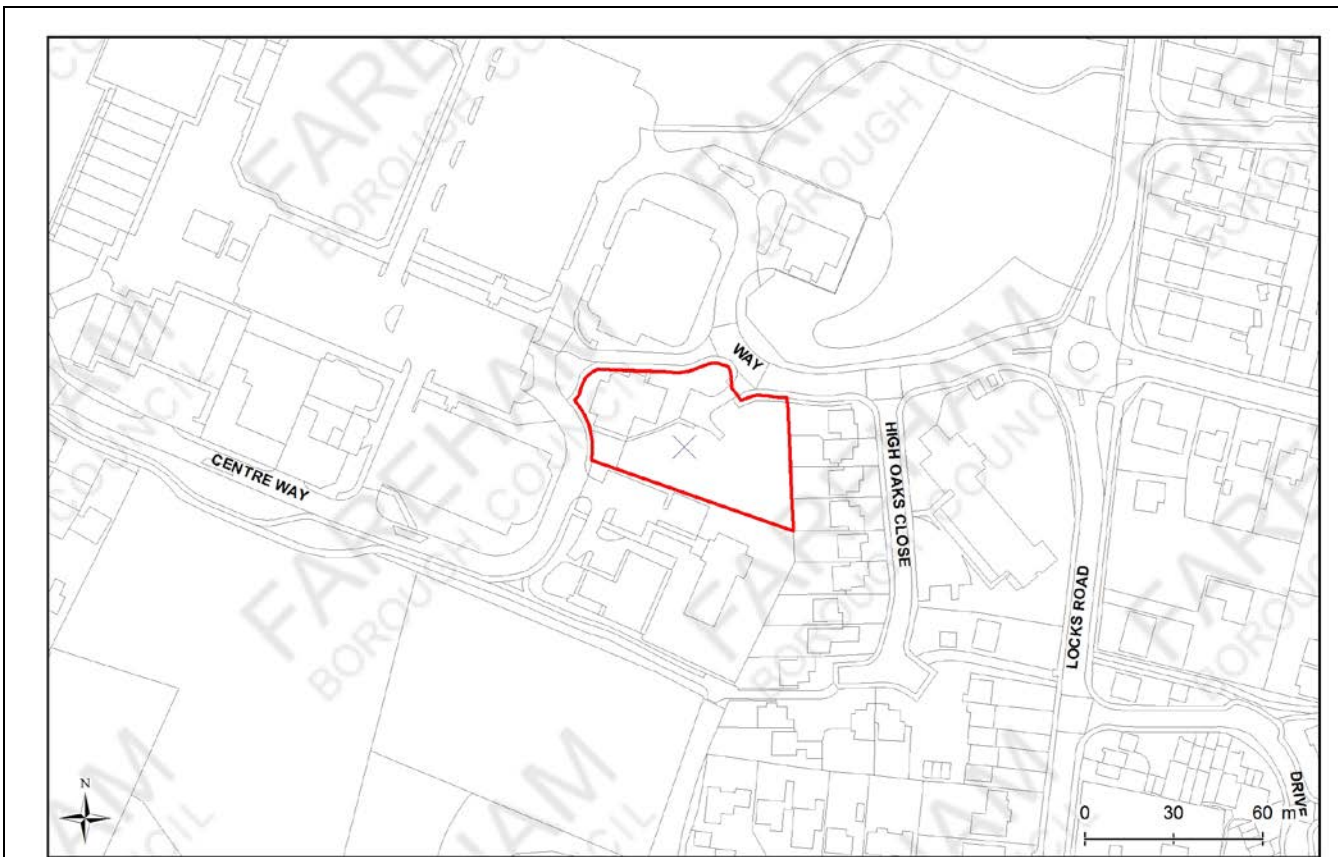 FAREHAM
BOROUGH COUNCIL
WAY
CENTRE WAY
HIGH OAKS CLOSE
LOCKS ROAD
DRIVE
N
0 30 60 m